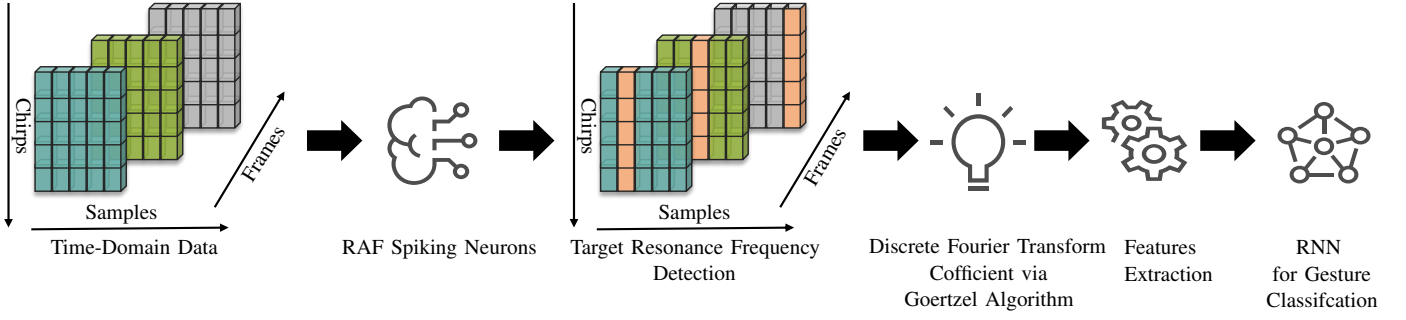 Chirps
Frames
Samples
Time-Domain Data
RAF Spiking Neurons
Chirps
Frames
Samples
Target Resonance Frequency
Detection
Discrete Fourier Transform
Cofficient via
Goertzel Algorithm
Features
Extraction
RNN
for Gesture
Classifcation